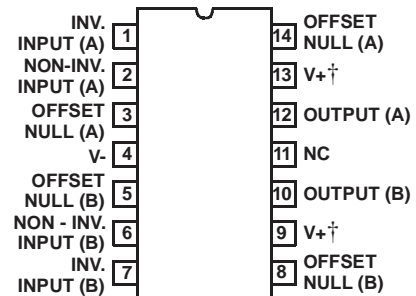 INV.
INPUT (A)
1
NON-INV.
INPUT (A)
2
OFFSET
NULL (A)
3
V-
4
OFFSET
NULL (B)
5
NON - INV.
INPUT (B)
6
INV.
INPUT (B)
7
14
OFFSET
NULL (A)
13
V+†
12
OUTPUT (A)
11
NC
10
OUTPUT (B)
9
V+†
8
OFFSET
NULL (B)